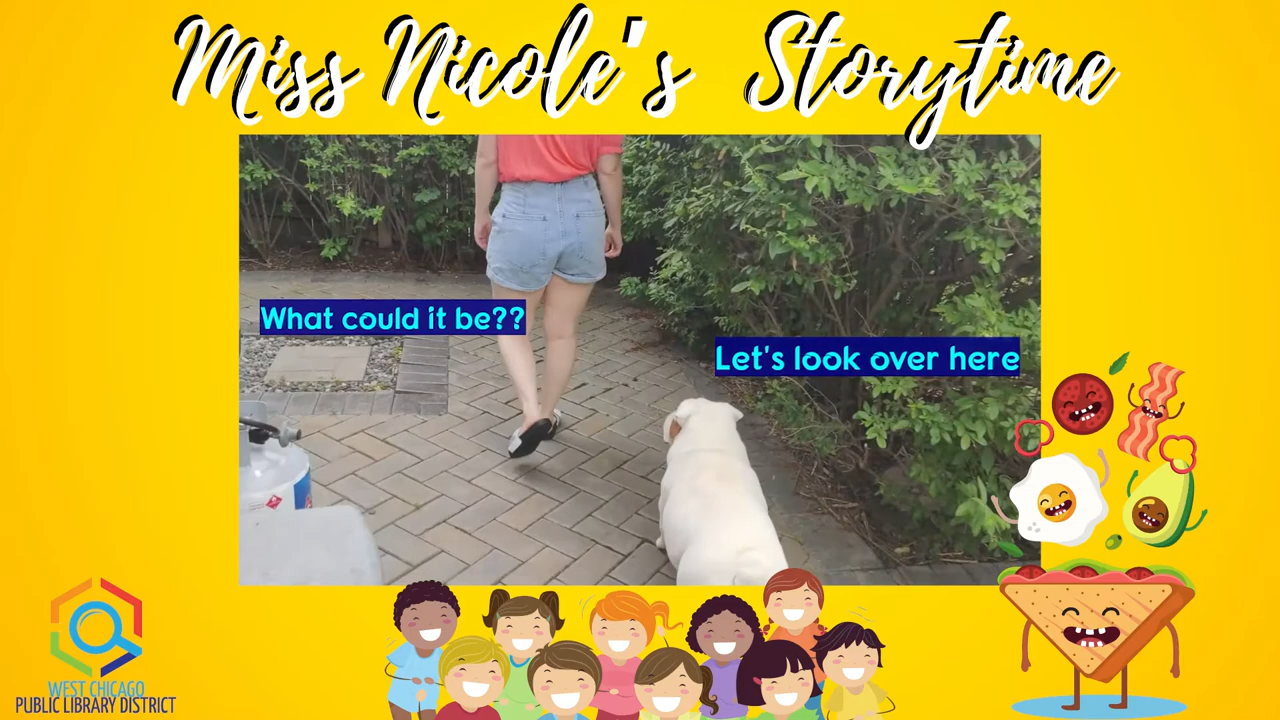 Miss Nicole's Storytime
What could it be??
Let's look over here
WEST CHICAGO
PUBLIC LIBRARY DISTRICT